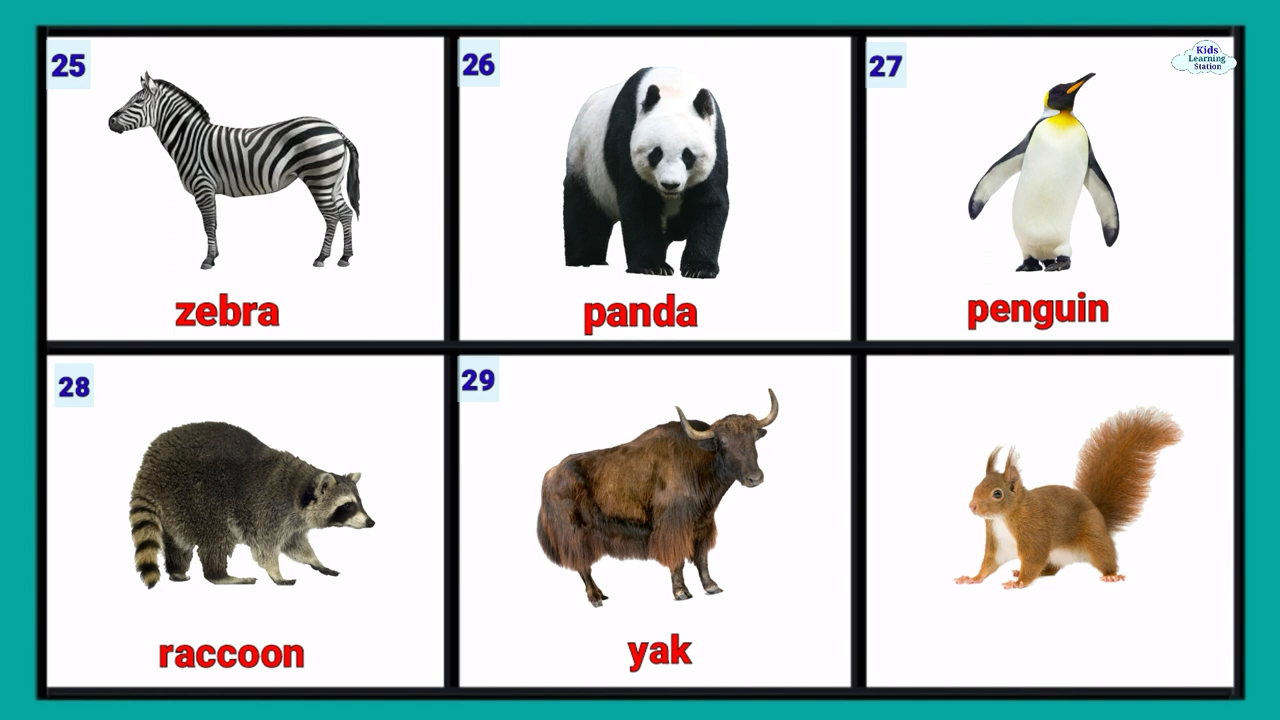 25
zebra
26
panda
27
penguin
Kids
Learning
Station
28
raccoon
29
yak